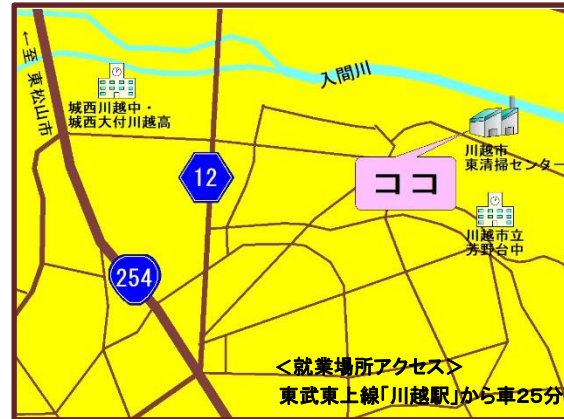 ←至 東松山市
城西川越中・
城西大付川越高
入間川
川越市
東清掃センター
12
ココ
川越市立
芳野台中
254
＜就業場所アクセス＞
東武東上線「川越駅」から車25分